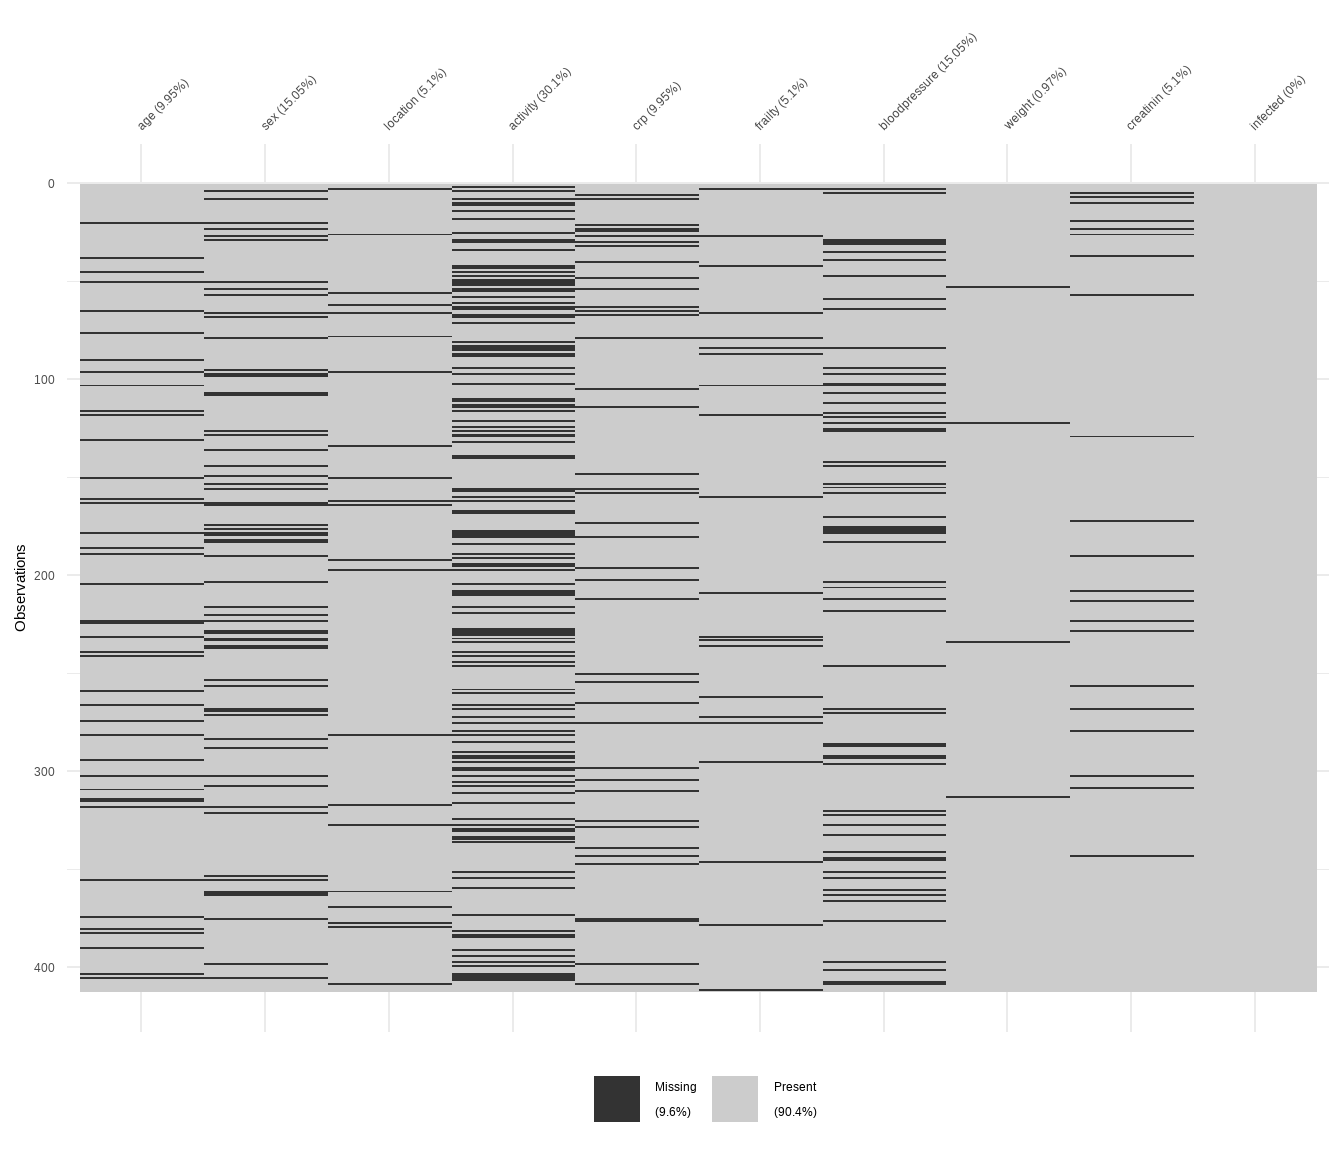 age (9.95%)
sex (15.05%)
location (5.1%)
activity (30.1%)
crp (9.95%)
frailty (5.1%)
bloodpressure (15.05%)
weight (0.97%)
creatinin (5.1%)
infected (0%)
0
100
200
300
400
Observations
Missing
(9.6%)
Present
(90.4%)